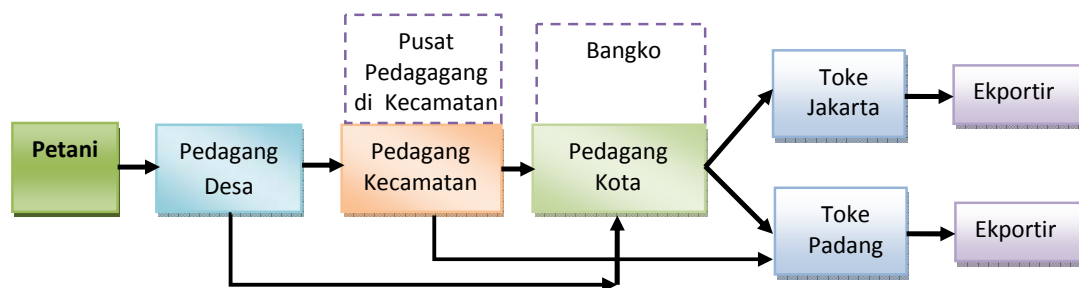 Petani
Pedagang
Desa
Pusat
Pedagagang
di Kecamatan
Pedagang
Kecamatan
Bangko
Pedagang
Kota
Toke
Jakarta
Ekportir
Toke
Padang
Ekportir